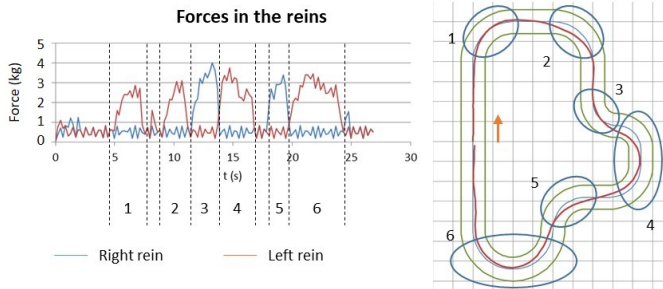 Forces in the reins
Force (kg)
5
4
3
2
1
0
0 5 10 15 20 25 30
t (s)
1 2 3 4 5 6
Right rein Left rein
1
2
3
4
5
6